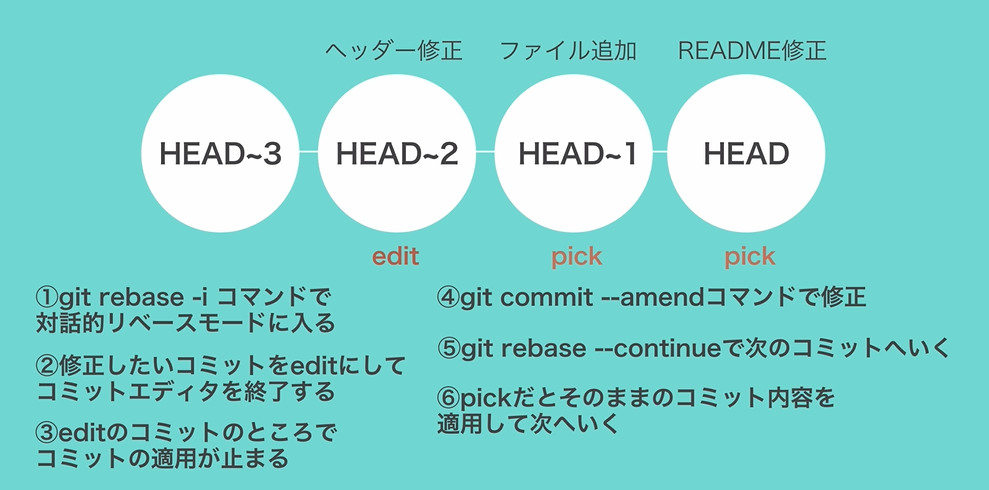 ヘッダー修正 ファイル追加 README修正
HEAD~3 HEAD~2 HEAD~1 HEAD
edit pick pick
①git rebase -i コマンドで
対話的リベースモードに入る
②修正したいコミットをeditにして
コミットエディタを終了する
③editのコミットのところで
コミットの適用が止まる
④git commit --amendコマンドで修正
⑤git rebase --continueで次のコミットへいく
⑥pickだとそのままのコミット内容を
適用して次へいく